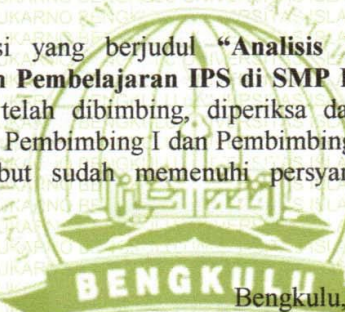 si yang berjudul “Analisis
n Pembelajaran IPS di SMP
telah dibimbing, diperiksa da
Pembimbing I dan Pembimbing
but sudah memenuhi persyar
BENGKULU
Bengkulu,